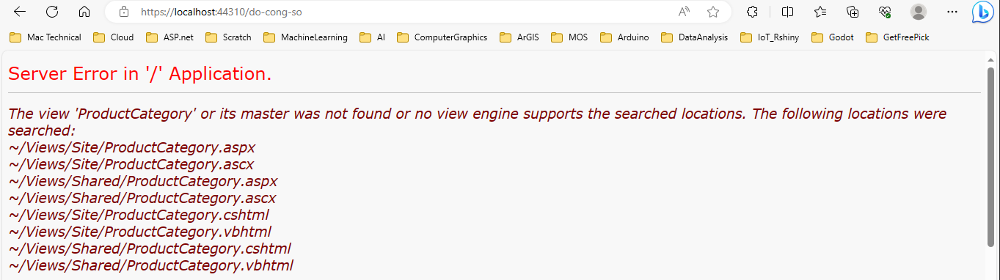 https://localhost:44310/do-cong-so
Mac Technical Cloud ASP.net Scratch MachineLearning AI ComputerGraphics ArGIS MOS Arduino DataAnalysis IoT_Rshiny Godot GetFreePick
Server Error in '/' Application.
The view 'ProductCategory' or its master was not found or no view engine supports the searched locations. The following locations were
searched:
~/Views/Site/ProductCategory.aspx
~/Views/Site/ProductCategory.ascx
~/Views/Shared/ProductCategory.aspx
~/Views/Shared/ProductCategory.ascx
~/Views/Site/ProductCategory.cshtml
~/Views/Site/ProductCategory.vbhtml
~/Views/Shared/ProductCategory.cshtml
~/Views/Shared/ProductCategory.vbhtml